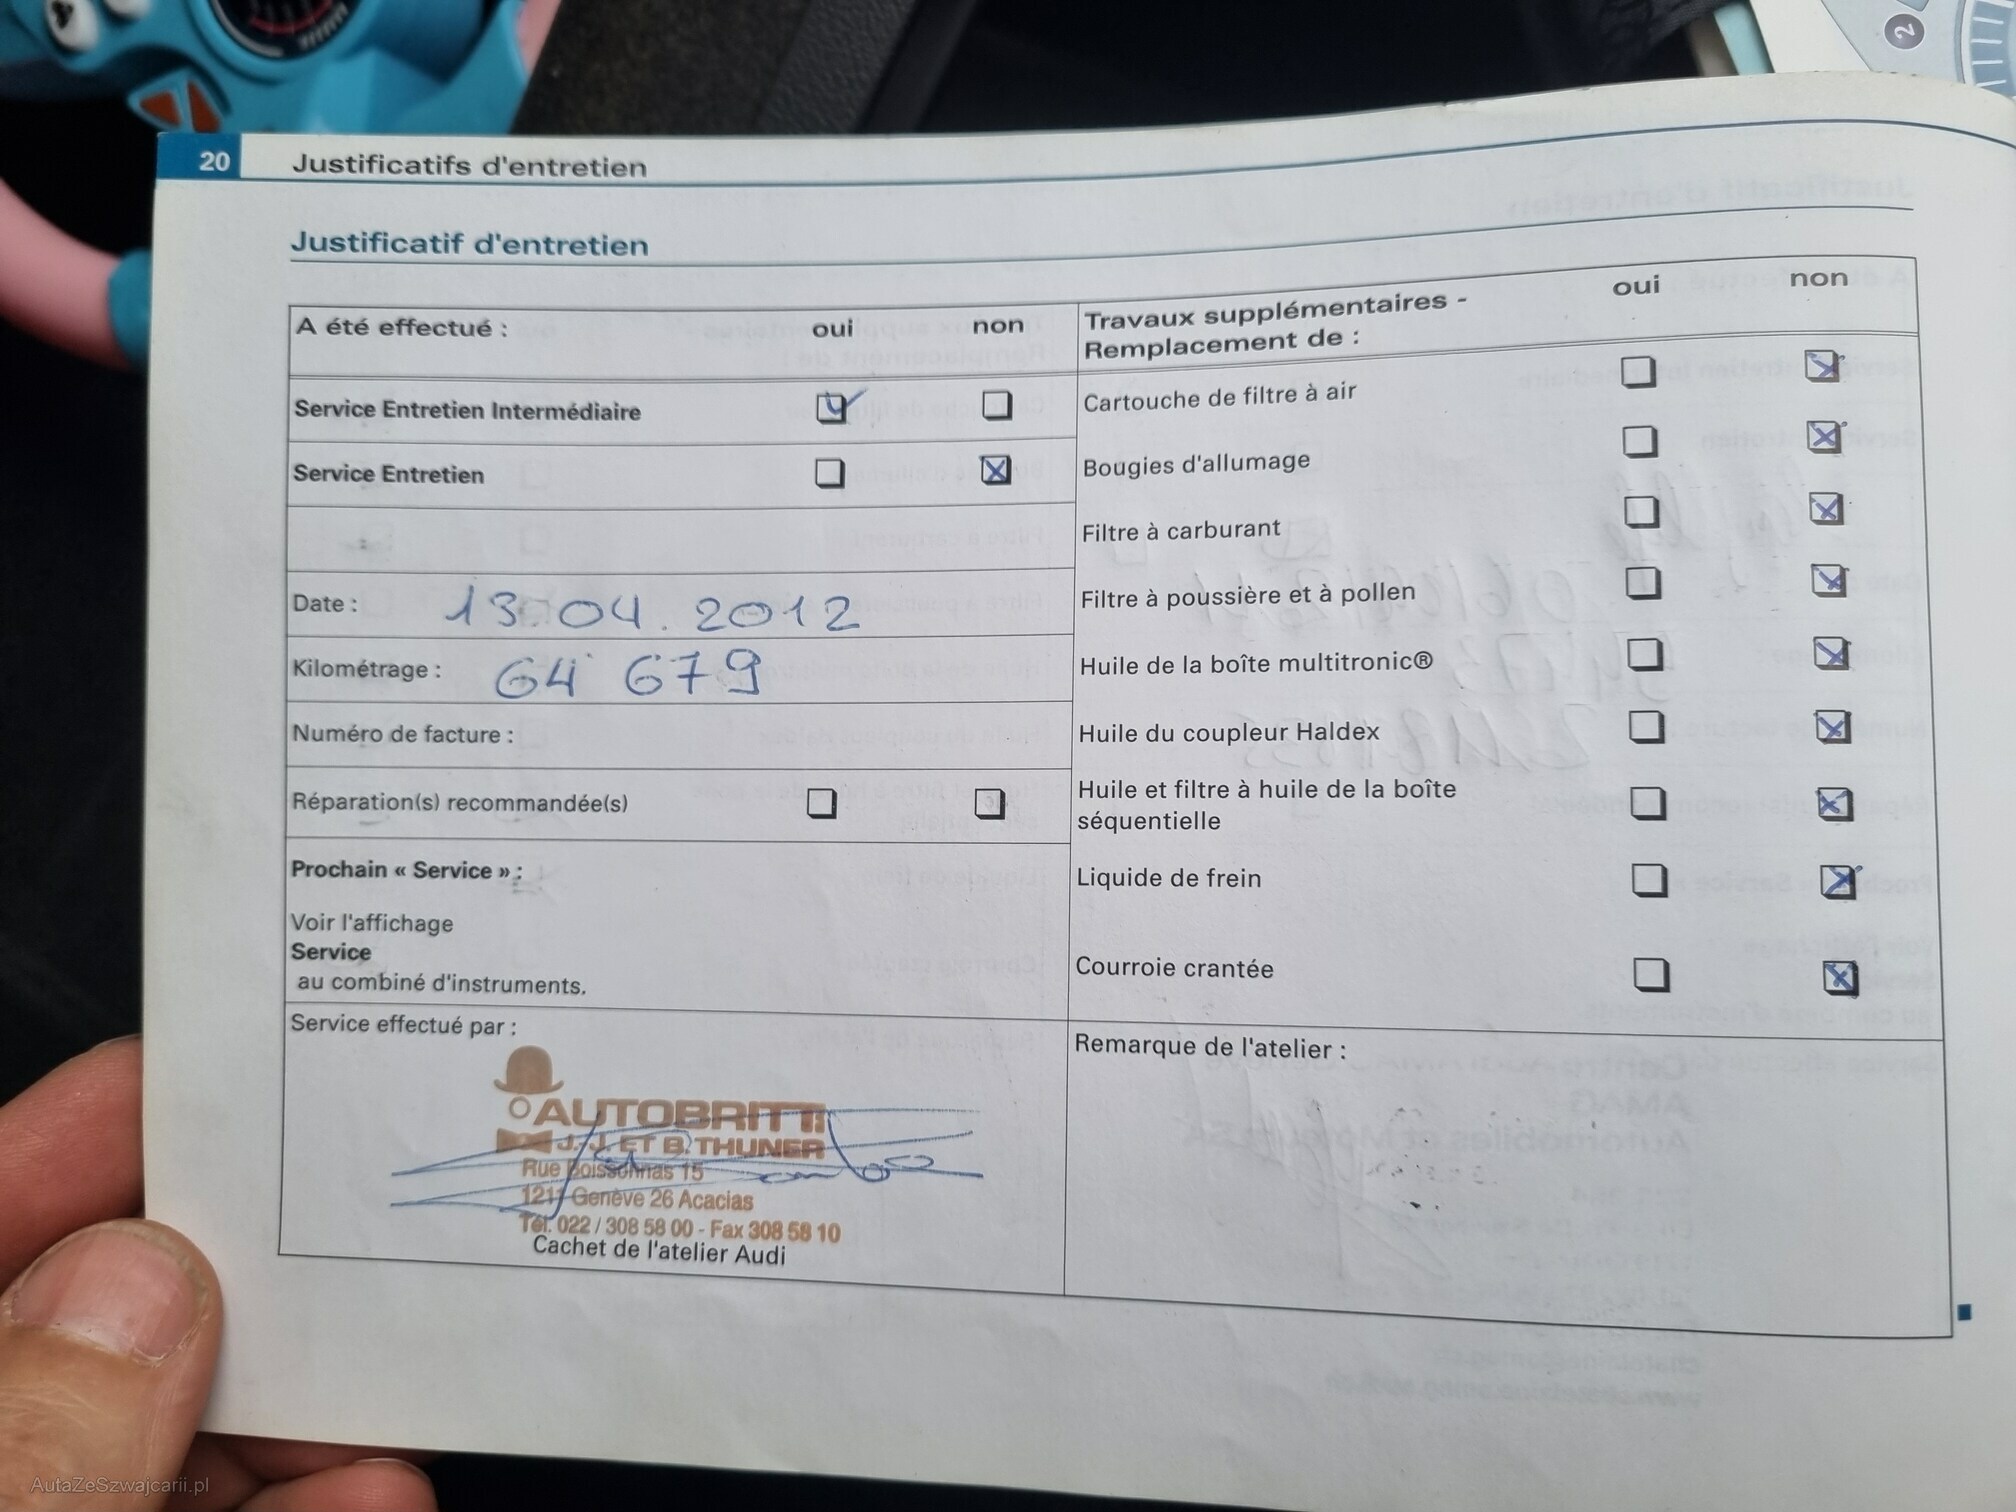 2
20 Justificatifs d'entretien
Justificatif d'entretien
A été effectué : oui non
Service Entretien Intermédiaire
Service Entretien
Date : 13.04.2012
Kilométrage : 64 679
Numéro de facture :
Réparation(s) recommandée(s)
Prochain « Service » :
Voir l'affichage
Service
au combiné d'instruments.
Service effectué par :
AUTOBRITT
J.-J. ET B. THUNER
Rue Boissonnas 15
1211 Genève 26 Acacias
Tél. 022 / 308 58 00 - Fax 308 58 10
Cachet de l'atelier Audi
Travaux supplémentaires - oui non
Remplacement de :
Cartouche de filtre à air
Bougies d'allumage
Filtre à carburant
Filtre à poussière et à pollen
Huile de la boîte multitronic®
Huile du coupleur Haldex
Huile et filtre à huile de la boîte
séquentielle
Liquide de frein
Courroie crantée
Remarque de l'atelier :
AutaZeSzwajcarii.pl